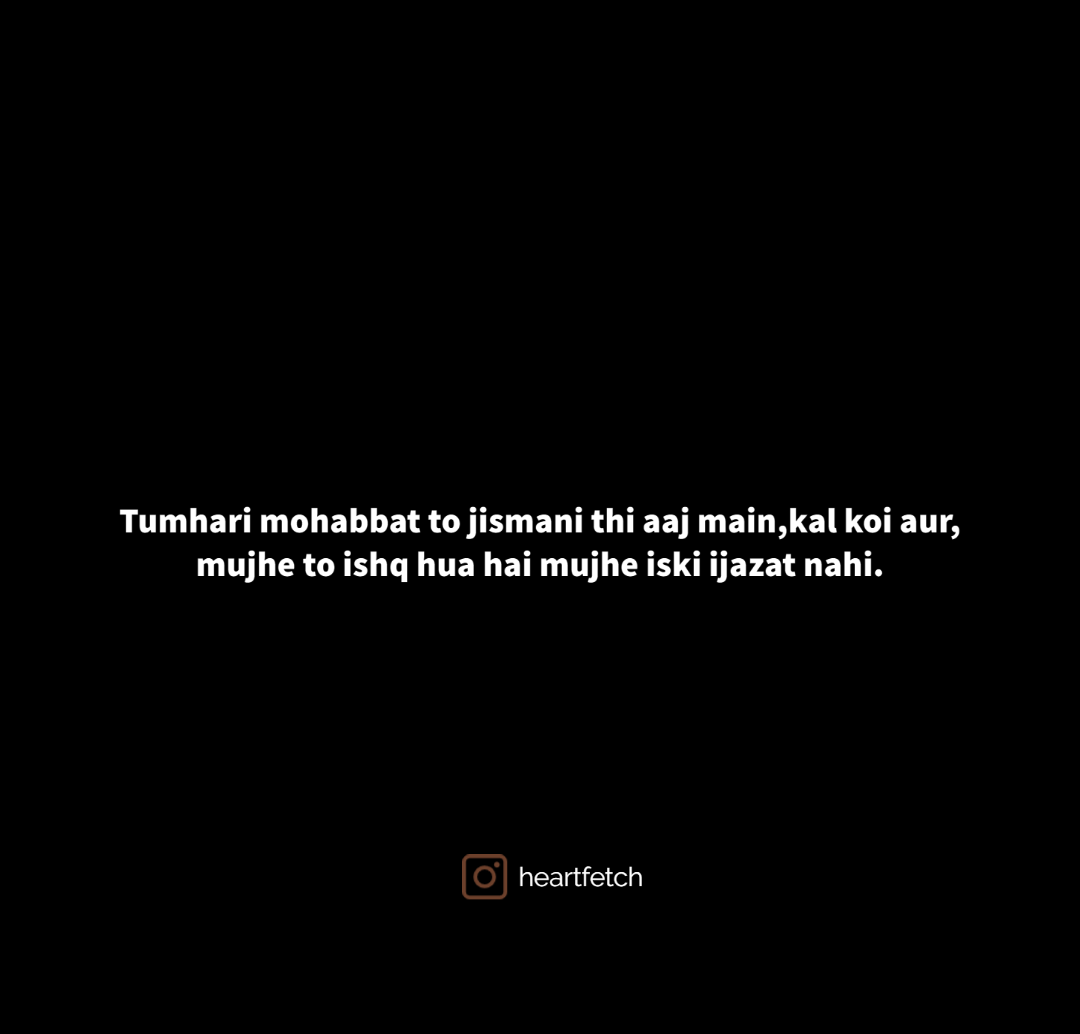 Tumhari mohabbat to jismani thi aaj main,kal koi aur,
mujhe to ishq hua hai mujhe iski ijazat nahi.
heartfetch